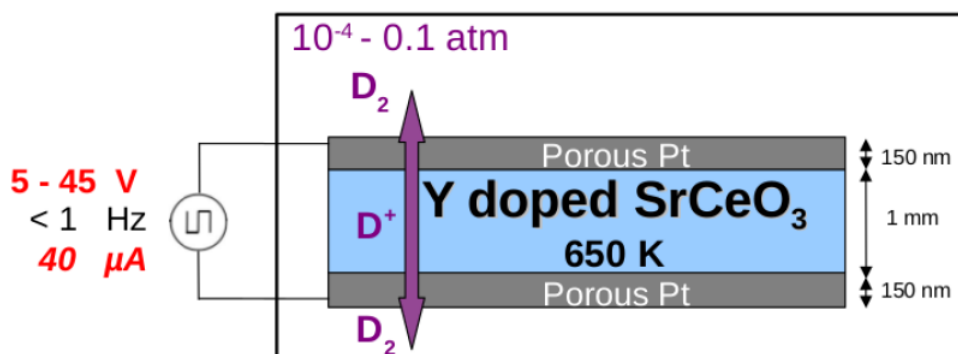 10⁻⁴ - 0.1 atm
D₂
Porous Pt
150 nm
5 - 45 V
< 1 Hz
40 µA
D⁺
Y doped SrCeO₃
1 mm
650 K
Porous Pt
150 nm
D₂